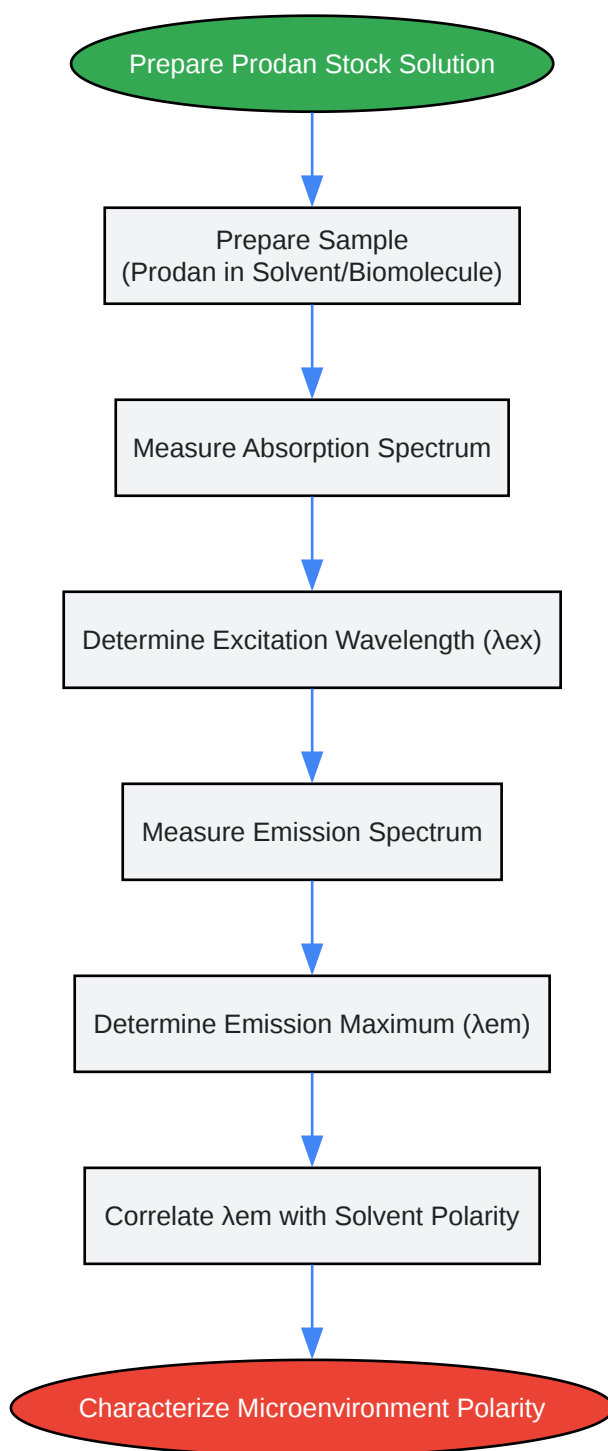 Prepare Prodan Stock Solution
Prepare Sample
(Prodan in Solvent/Biomolecule)
Measure Absorption Spectrum
Determine Excitation Wavelength (λex)
Measure Emission Spectrum
Determine Emission Maximum (λem)
Correlate λem with Solvent Polarity
Characterize Microenvironment Polarity